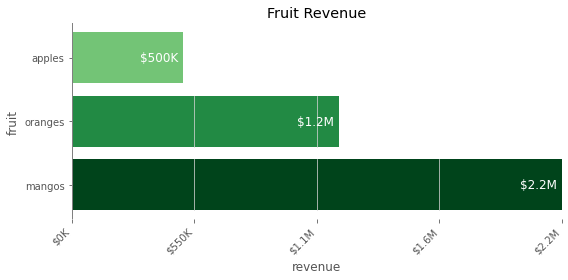 Fruit Revenue
apples
$500K
oranges
$1.2M
mangos
$2.2M
fruit
$0K
$550K
$1.1M
$1.6M
$2.2M
revenue